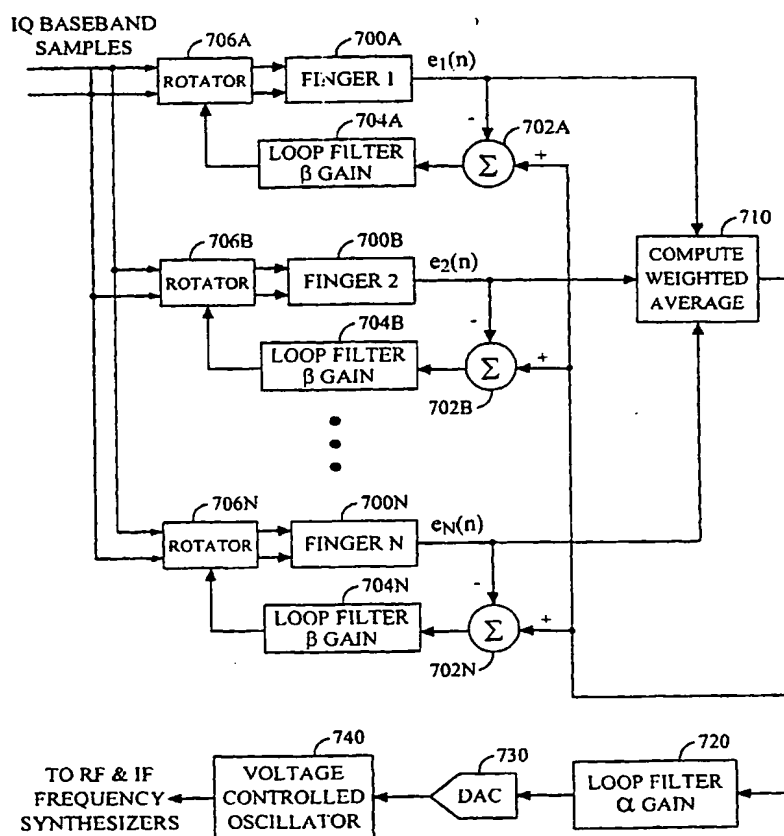 IQ BASEBAND
SAMPLES
706A
700A
ROTATOR
FINGER 1
e1(n)
704A
702A
LOOP FILTER
β GAIN
-
Σ
+
710
COMPUTE
WEIGHTED
AVERAGE
706B
700B
ROTATOR
FINGER 2
e2(n)
704B
LOOP FILTER
β GAIN
-
Σ
+
702B
706N
700N
ROTATOR
FINGER N
eN(n)
704N
LOOP FILTER
β GAIN
-
Σ
+
702N
740
730
720
TO RF & IF
FREQUENCY
SYNTHESIZERS
VOLTAGE
CONTROLLED
OSCILLATOR
DAC
LOOP FILTER
α GAIN